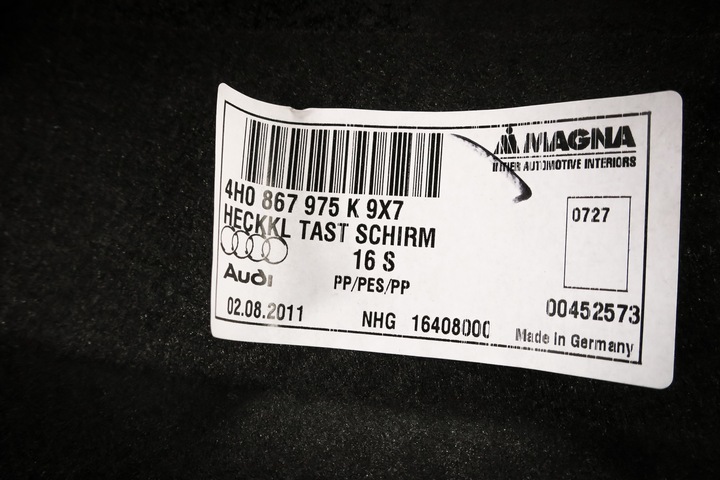 MAGNA
INTIER AUTOMOTIVE INTERIORS
4H0 867 975 K 9X7
HECKKL TAST SCHIRM
16 S
PP/PES/PP
Audi
0727
00452573
02.08.2011
NHG 16408000
Made in Germany